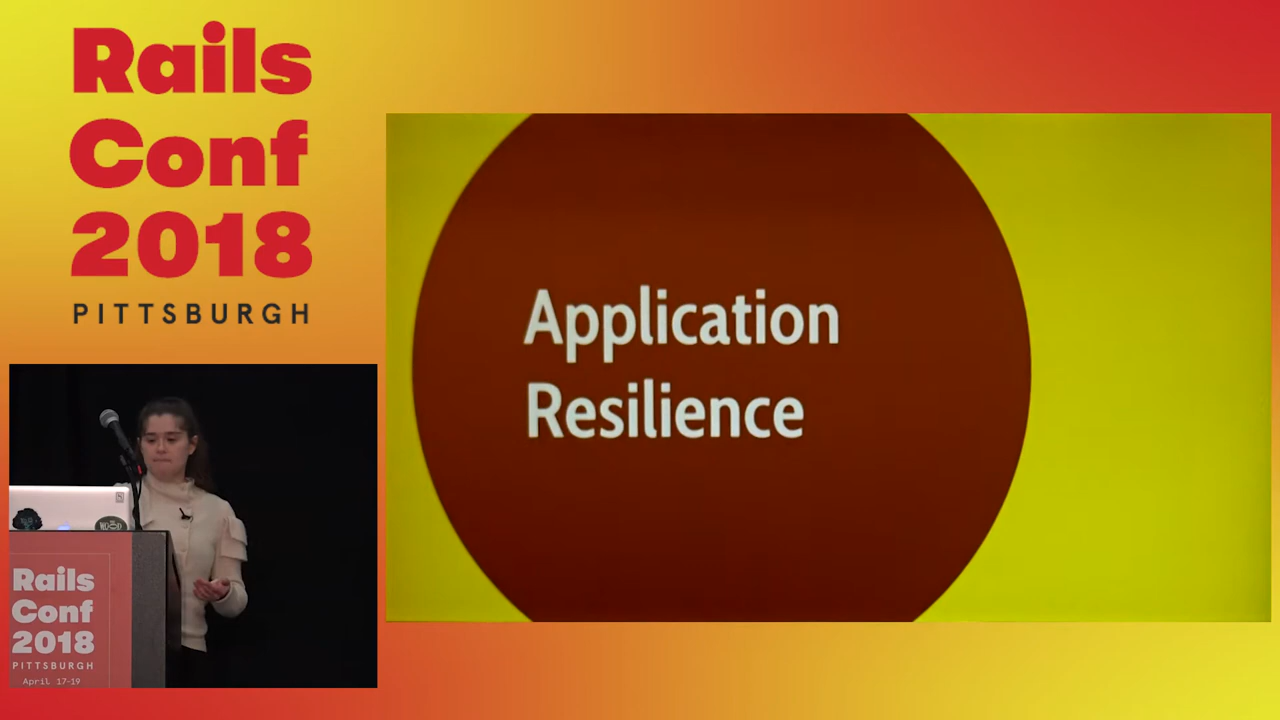 Rails
Conf
2018
PITTSBURGH
Application
Resilience
Rails
Conf
2018
PITTSBURGH
April 17-19